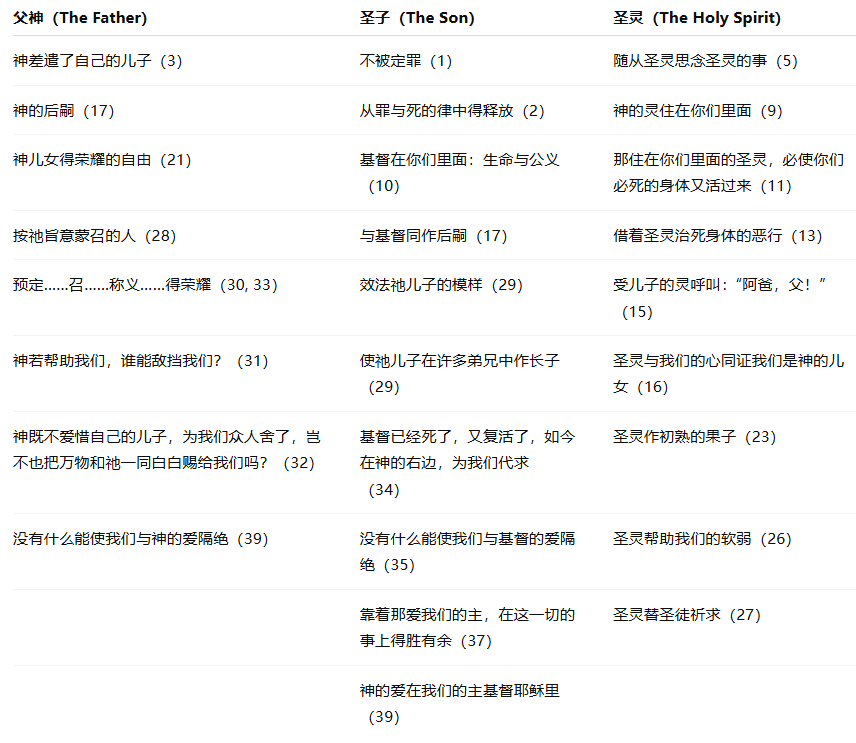 父神（The Father）
圣子（The Son）
圣灵（The Holy Spirit）
神差遣了自己的儿子（3）
不被定罪（1）
随从圣灵思念圣灵的事（5）
神的后嗣（17）
从罪与死的律中得释放（2）
神的灵住在你们里面（9）
神儿女得荣耀的自由（21）
基督在你们里面：生命与公义
（10）
那住在你们里面的圣灵，必使你们
必死的身体又活过来（11）
按祂旨意蒙召的人（28）
与基督同作后嗣（17）
借着圣灵治死身体的恶行（13）
预定……召……称义……得荣耀（30, 33）
效法祂儿子的模样（29）
受儿子的灵呼叫：“阿爸，父！”
（15）
神若帮助我们，谁能敌挡我们？（31）
使祂儿子在许多弟兄中作长子
（29）
圣灵与我们的心同证我们是神的儿
女（16）
神既不爱惜自己的儿子，为我们众人舍了，岂
不也把万物和祂一同白白赐给我们吗？（32）
基督已经死了，又复活了，如今
在神的右边，为我们代求
（34）
圣灵作初熟的果子（23）
没有什么能使我们与神的爱隔绝（39）
没有什么能使我们与基督的爱隔
绝（35）
圣灵帮助我们的软弱（26）
靠着那爱我们的主，在这一切的
事上得胜有余（37）
圣灵替圣徒祈求（27）
神的爱在我们的主基督耶稣里
（39）